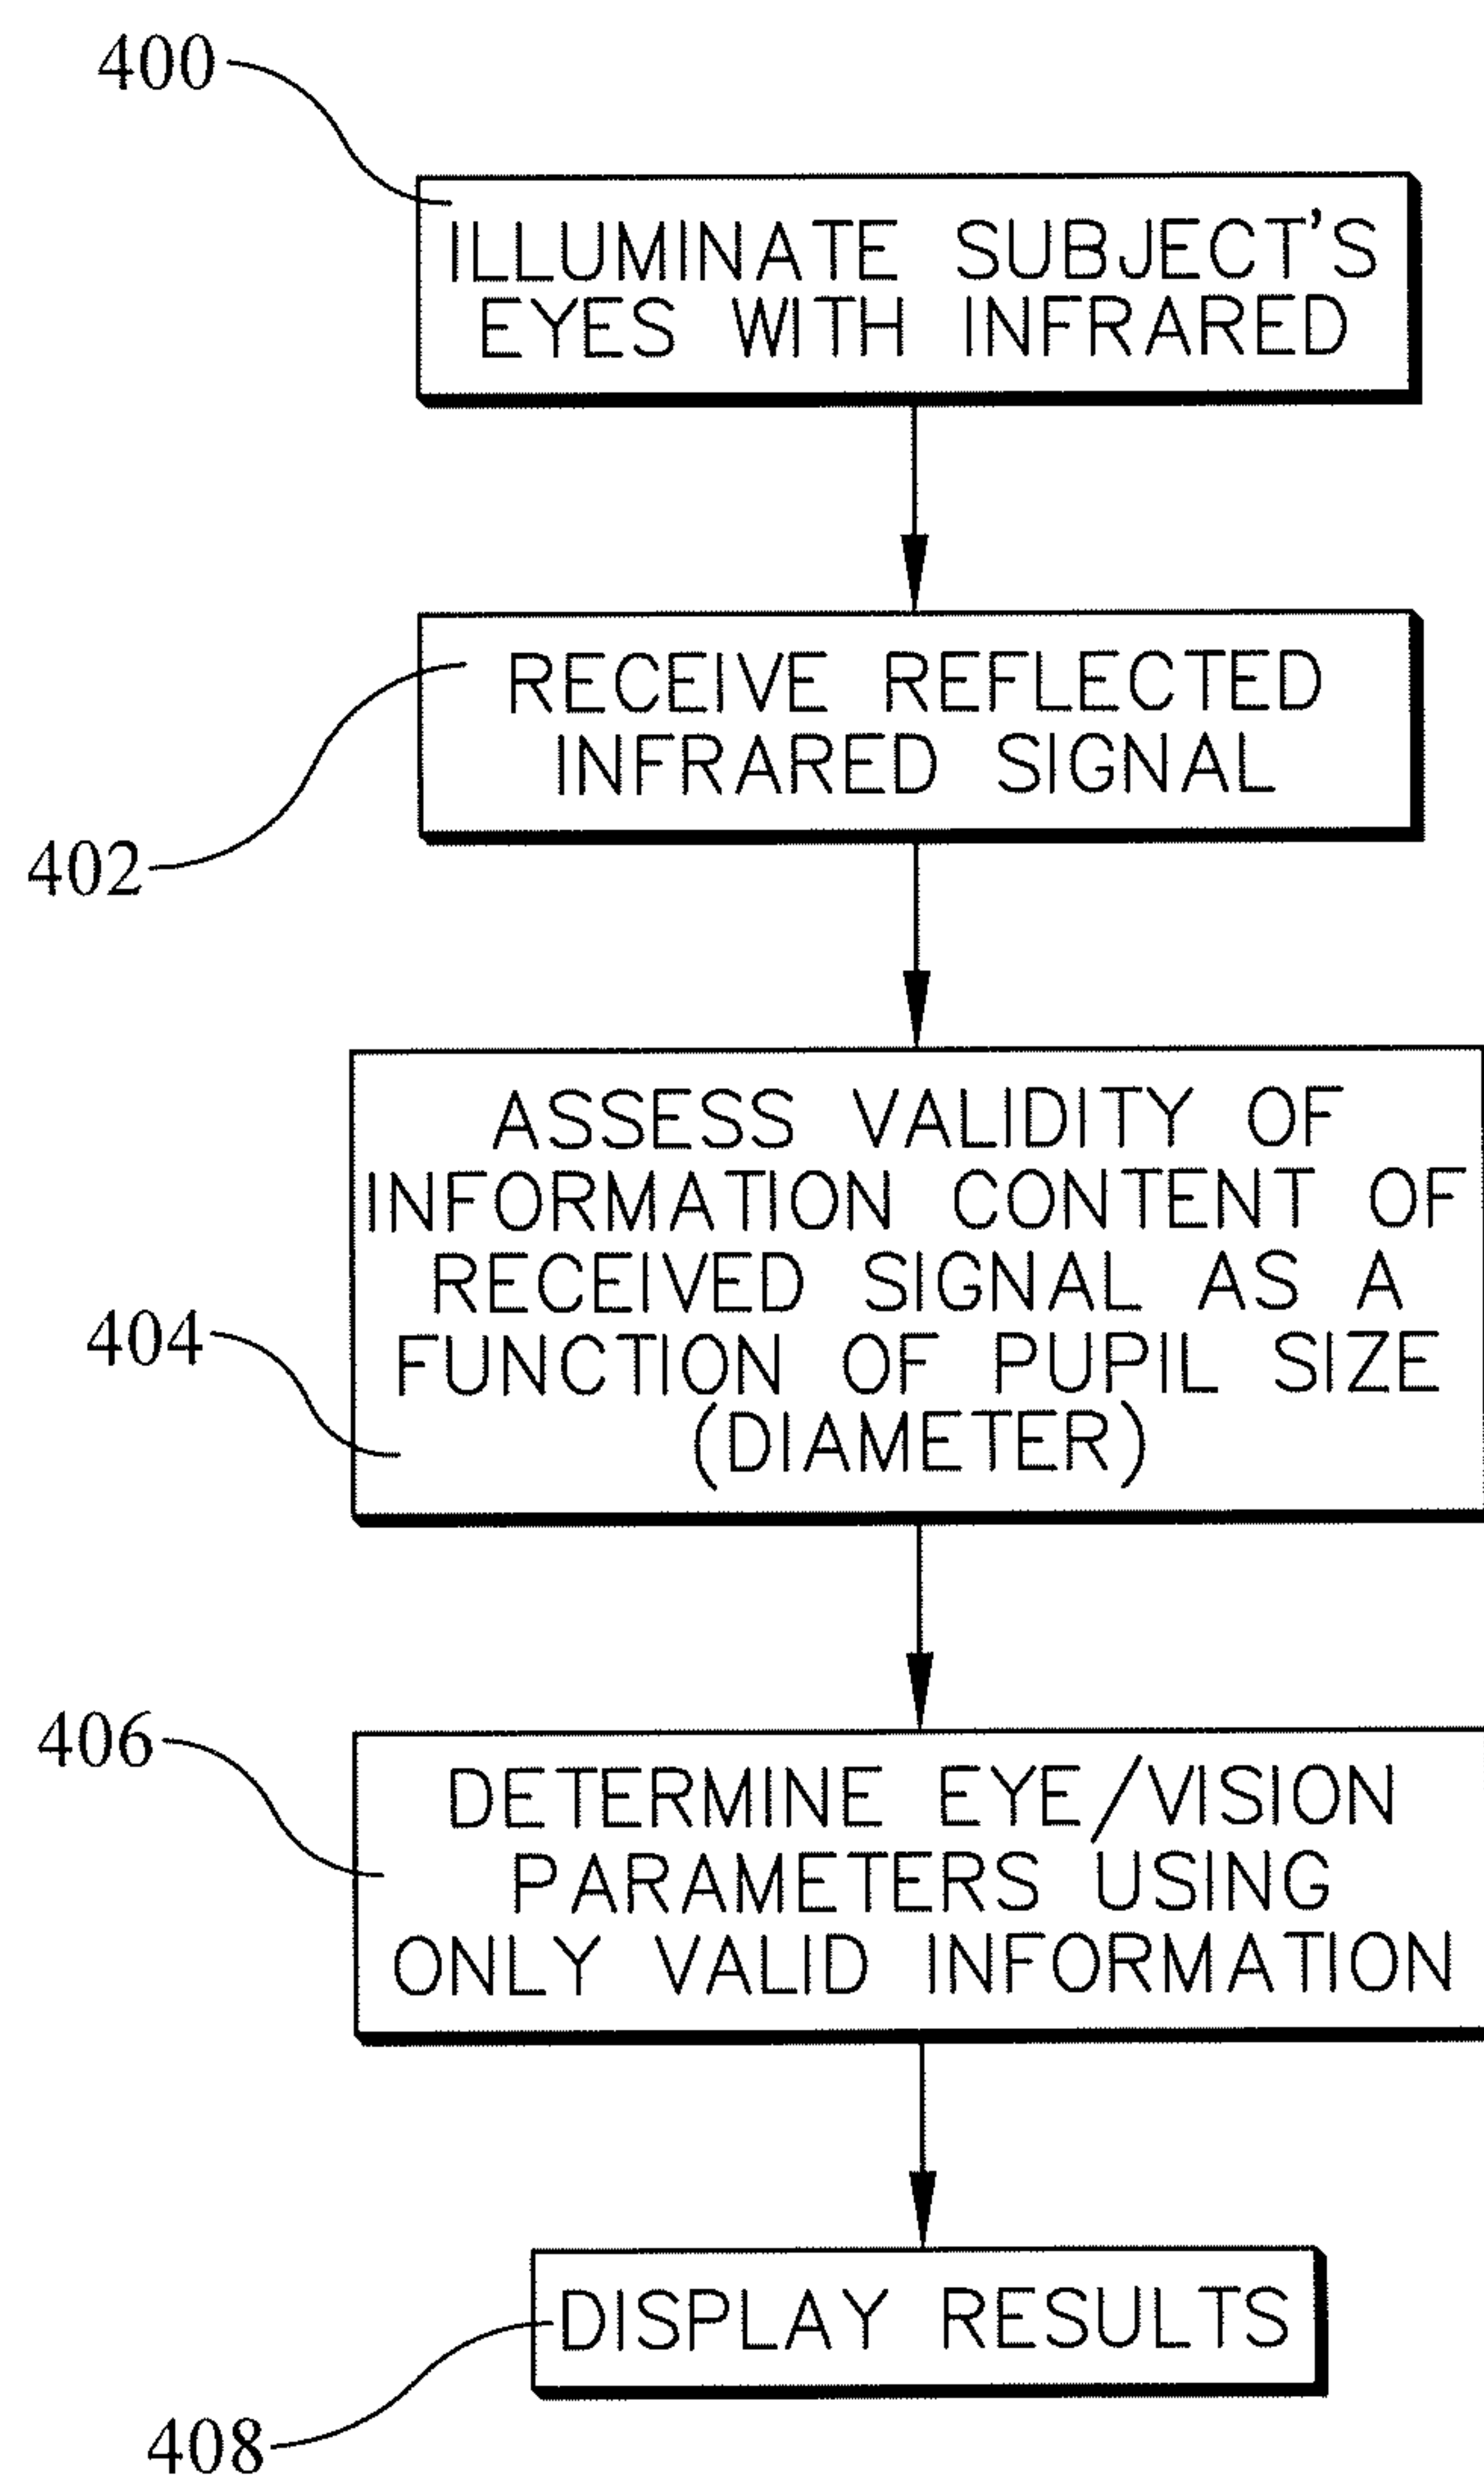 400
ILLUMINATE SUBJECT'S
EYES WITH INFRARED
RECEIVE REFLECTED
INFRARED SIGNAL
402
ASSESS VALIDITY OF
INFORMATION CONTENT OF
RECEIVED SIGNAL AS A
404
FUNCTION OF PUPIL SIZE
(DIAMETER)
406
DETERMINE EYE/VISION
PARAMETERS USING
ONLY VALID INFORMATION
DISPLAY RESULTS
408